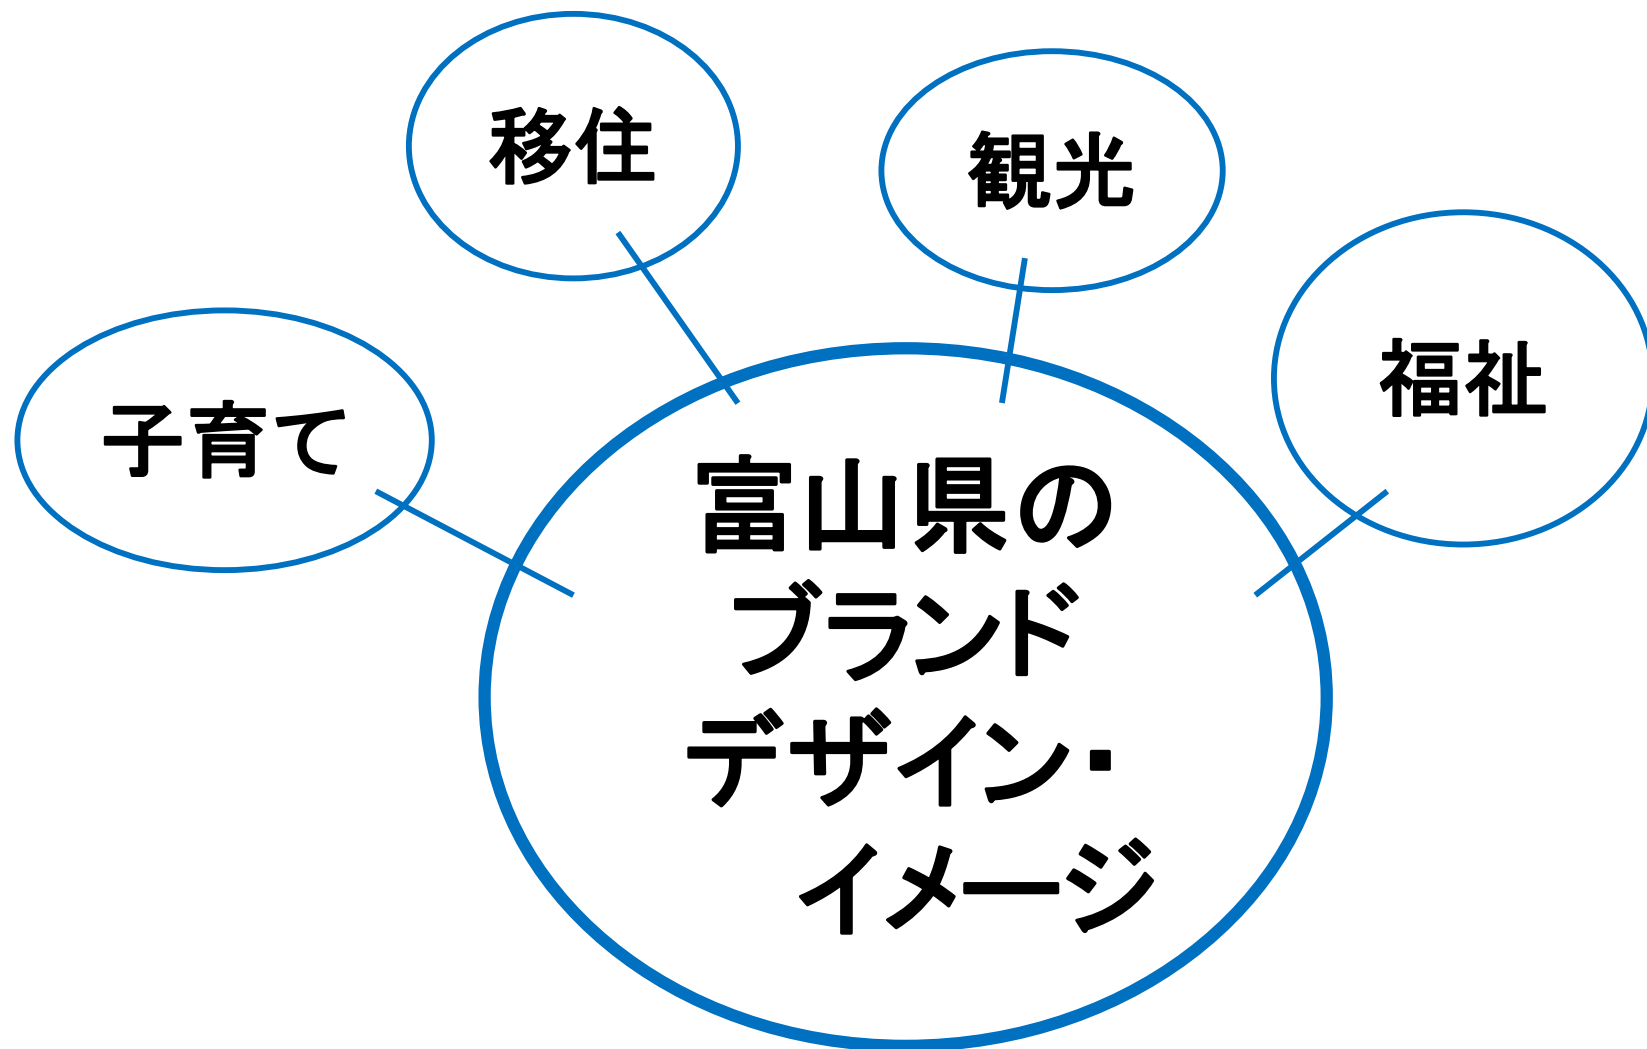 移住
観光
福祉
子育て
富山県の
ブランド
デザイン・
イメージ